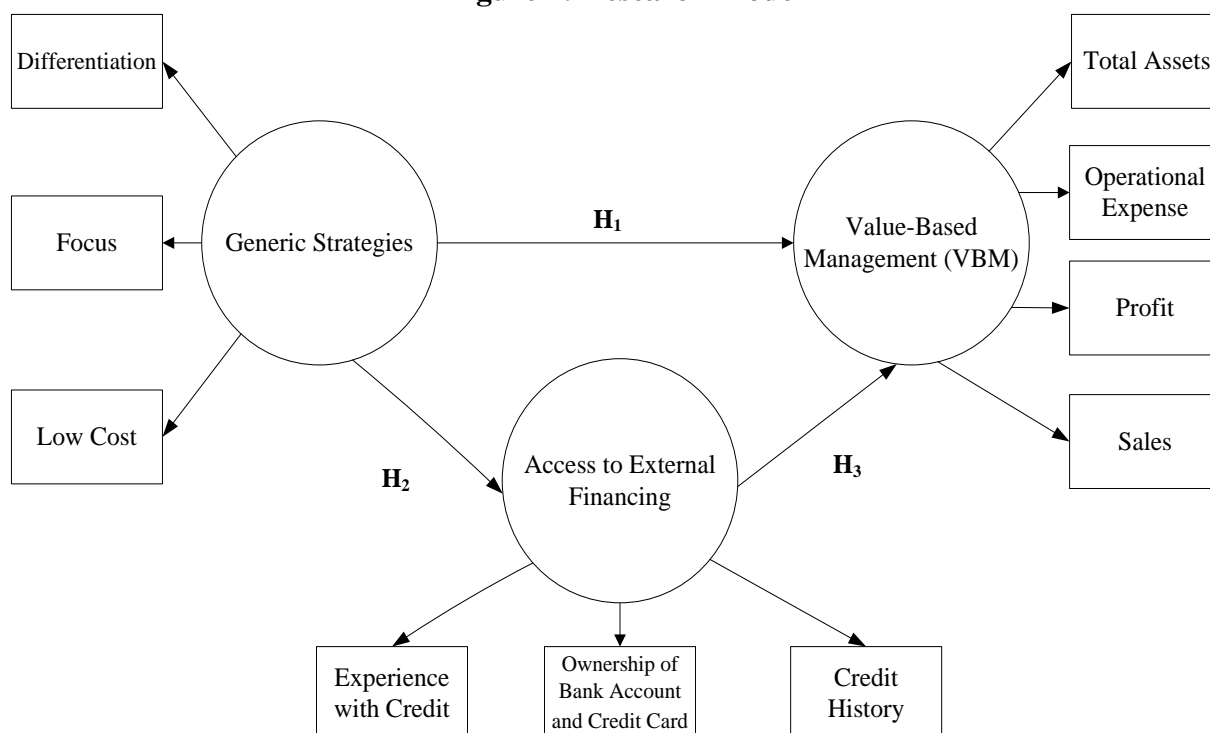 Differentiation
Total Assets
Operational
Expense
Focus
Generic Strategies
H1
Value-Based
Management (VBM)
Profit
Low Cost
H2
Access to External
Financing
H3
Sales
Experience
with Credit
Ownership of
Bank Account
and Credit Card
Credit
History